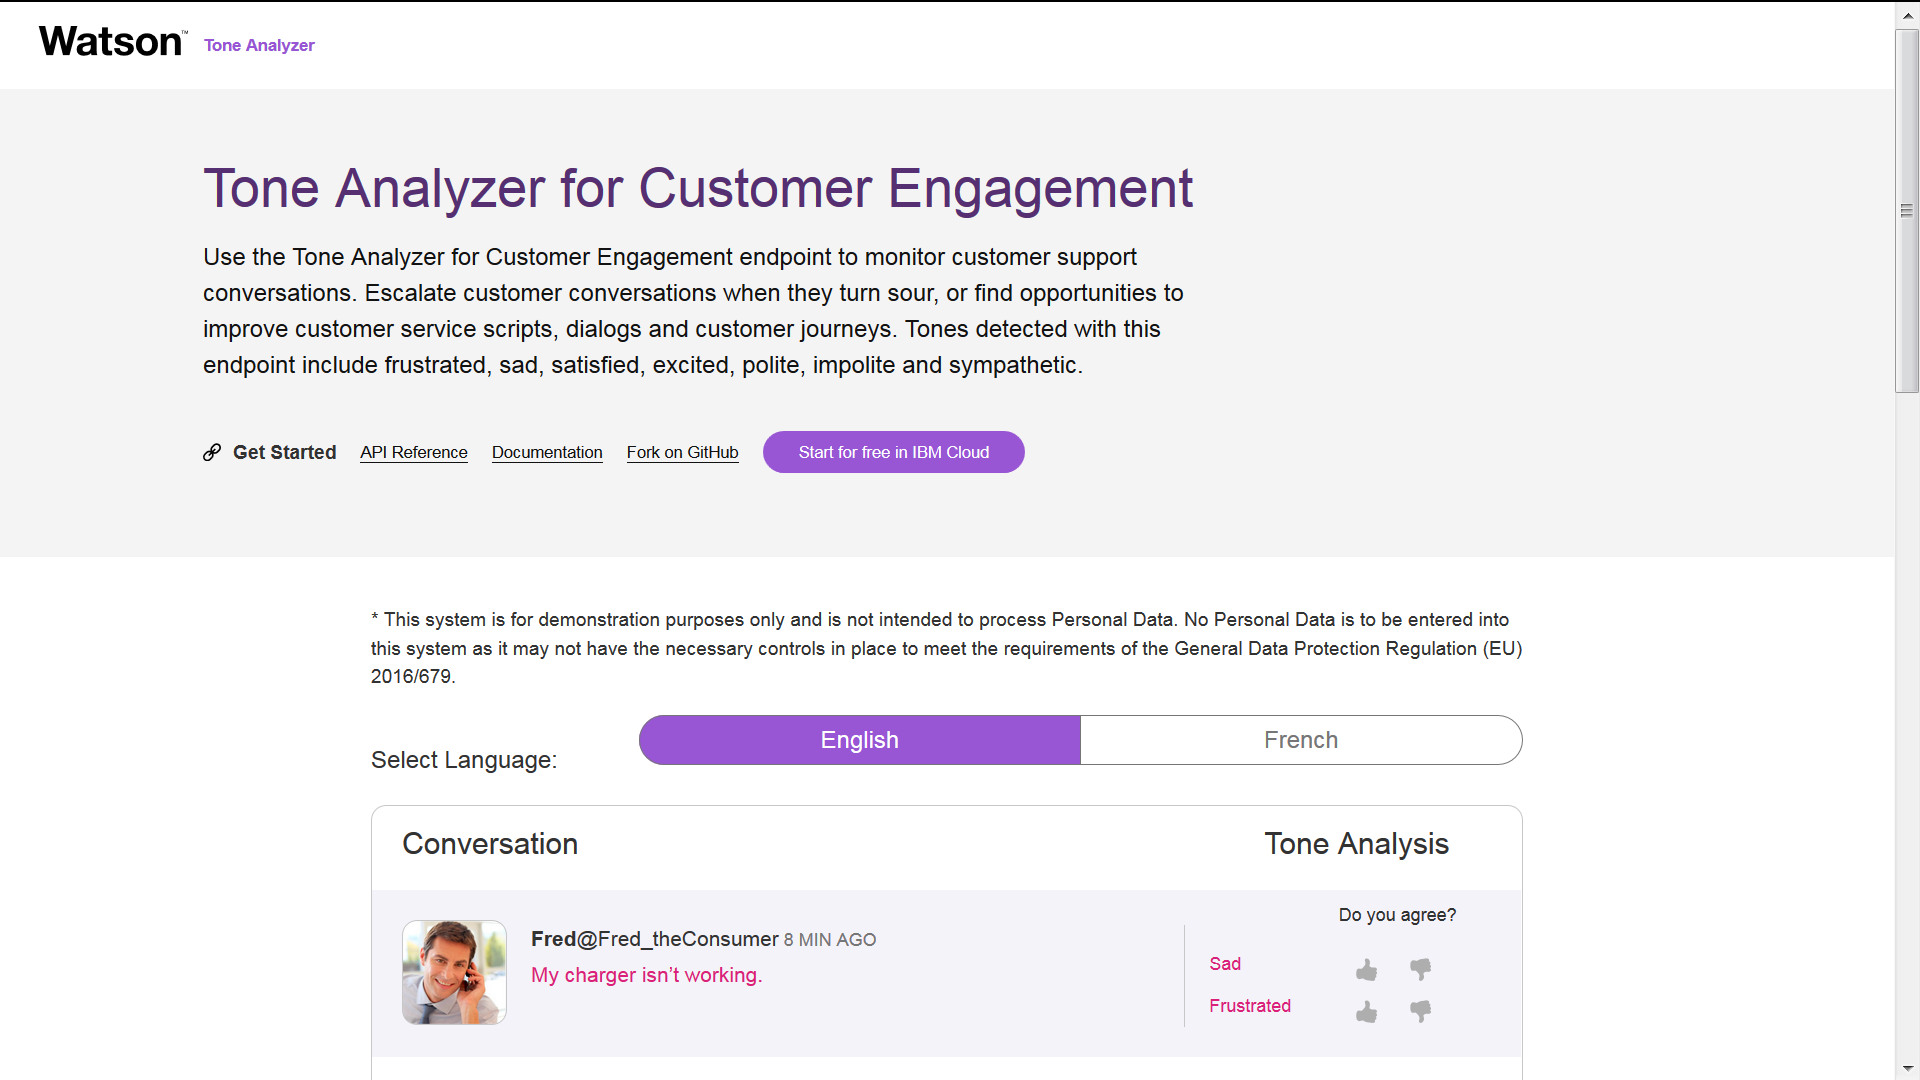 Watson™ Tone Analyzer
Tone Analyzer for Customer Engagement
Use the Tone Analyzer for Customer Engagement endpoint to monitor customer support
conversations. Escalate customer conversations when they turn sour, or find opportunities to
improve customer service scripts, dialogs and customer journeys. Tones detected with this
endpoint include frustrated, sad, satisfied, excited, polite, impolite and sympathetic.
Get Started API Reference Documentation Fork on GitHub Start for free in IBM Cloud
* This system is for demonstration purposes only and is not intended to process Personal Data. No Personal Data is to be entered into
this system as it may not have the necessary controls in place to meet the requirements of the General Data Protection Regulation (EU)
2016/679.
Select Language: English French
Conversation Tone Analysis
Do you agree?
Fred@Fred_theConsumer 8 MIN AGO
My charger isn’t working.
Sad
Frustrated